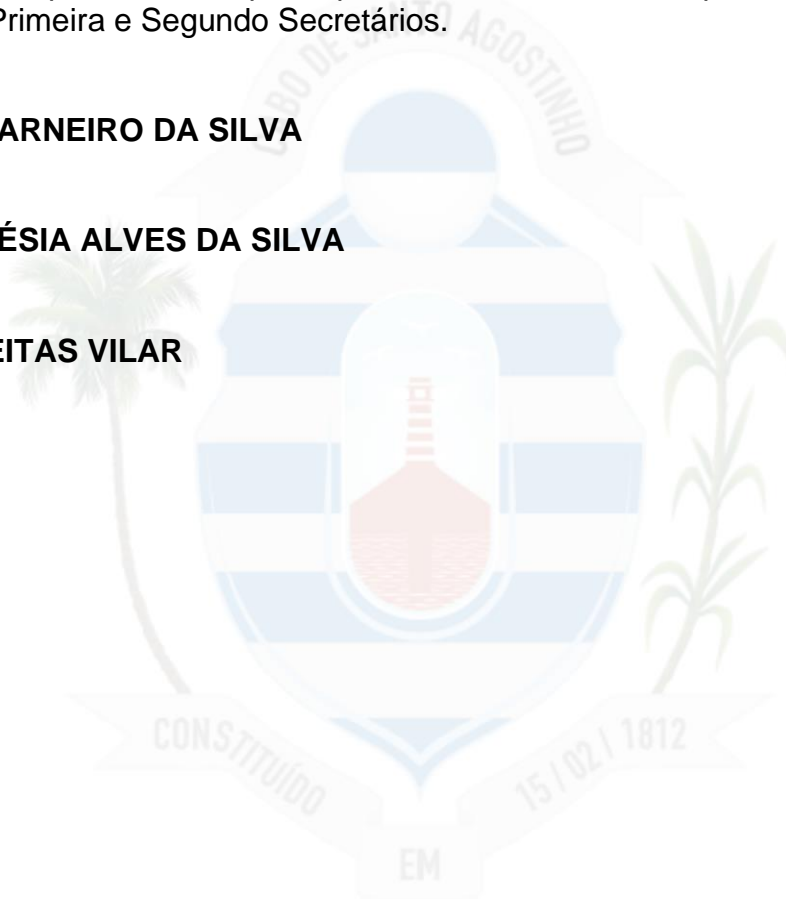 Primeira e Segundo Secretários.
CABO DE SANTO AGOSTINHO
ARNEIRO DA SILVA
ÉSIA ALVES DA SILVA
EITAS VILAR
CONSTITUÍDO
EM
15 / 02 / 1812